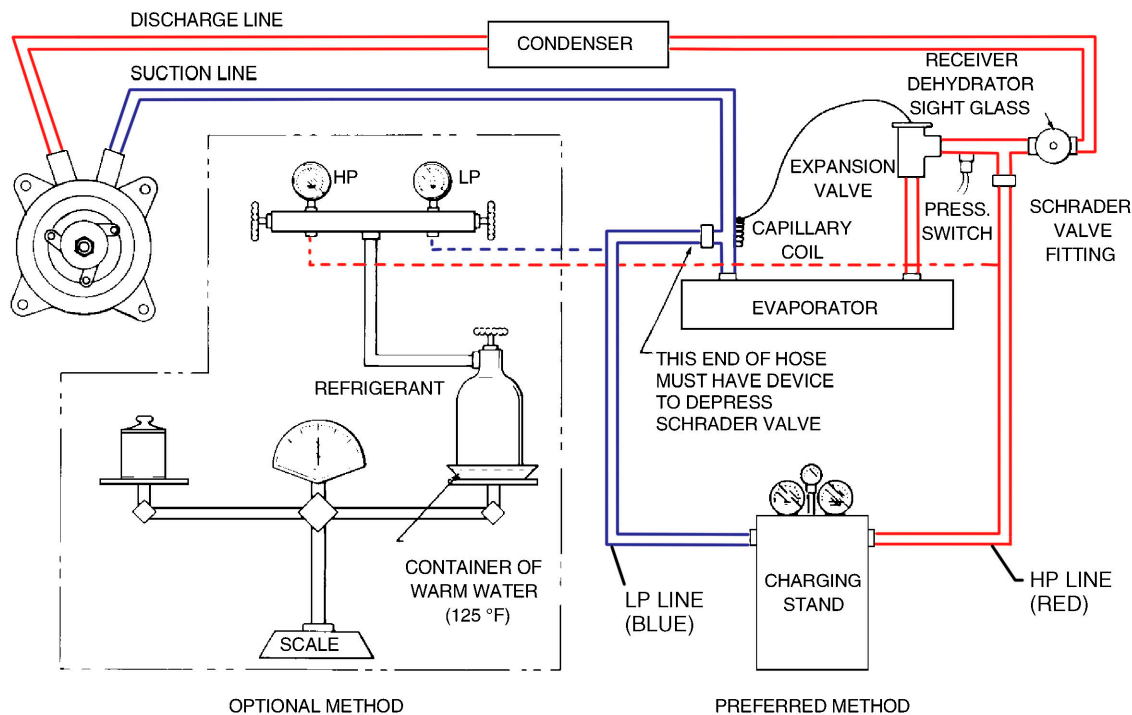 DISCHARGE LINE
CONDENSER
SUCTION LINE
RECEIVER
DEHYDRATOR
SIGHT GLASS
HP
LP
EXPANSION
VALVE
PRESS.
SWITCH
SCHRADER
VALVE
FITTING
CAPILLARY
COIL
EVAPORATOR
THIS END OF HOSE
MUST HAVE DEVICE
TO DEPRESS
SCHRADER VALVE
REFRIGERANT
CONTAINER OF
WARM WATER
(125 °F)
SCALE
LP LINE
(BLUE)
CHARGING
STAND
HP LINE
(RED)
OPTIONAL METHOD
PREFERRED METHOD